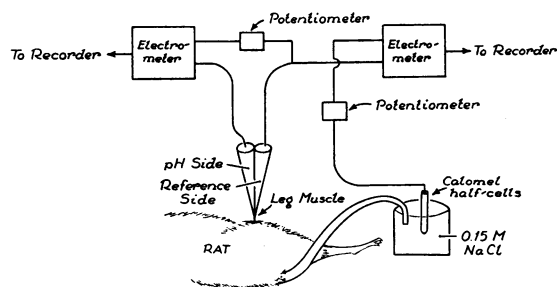 Potentiometer
To Recorder
Electro-
meter
Electro-
meter
To Recorder
Potentiometer
pH Side
Reference
Side
Leg Muscle
Calomel
half-cells
RAT
0.15 M
NaCl